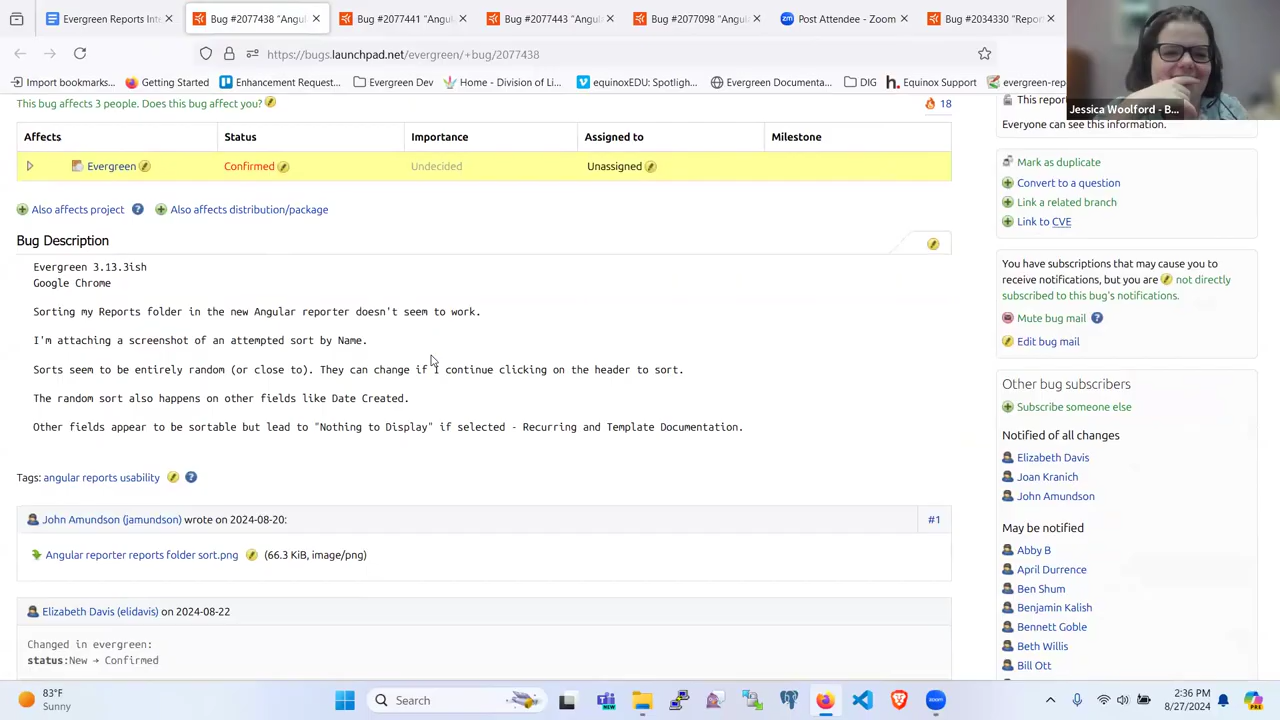 Evergreen Reports Inte
Bug #2077438 "Angul
Bug #2077441 "Angul
Bug #2077443 "Angul
Bug #2077098 "Angul
Post Attendee - Zoom
Bug #2034330 "Repor
https://bugs.launchpad.net/evergreen/+bug/2077438
Import bookmarks...
Getting Started
Enhancement Request...
Evergreen Dev
Home - Division of Li...
equinoxEDU: Spotligh...
Evergreen Documenta...
DIG
Equinox Support
evergreen-rep
Jessica Woolford - B...
This bug affects 3 people. Does this bug affect you?
18
Affects Status Importance Assigned to Milestone
Evergreen Confirmed Undecided Unassigned
Also affects project ? Also affects distribution/package
Bug Description
Evergreen 3.13.3ish
Google Chrome
Sorting my Reports folder in the new Angular reporter doesn't seem to work.
I'm attaching a screenshot of an attempted sort by Name.
Sorts seem to be entirely random (or close to). They can change if I continue clicking on the header to sort.
The random sort also happens on other fields like Date Created.
Other fields appear to be sortable but lead to "Nothing to Display" if selected - Recurring and Template Documentation.
Tags: angular reports usability ?
John Amundson (jamundson) wrote on 2024-08-20: #1
Angular reporter reports folder sort.png (66.3 KiB, image/png)
Elizabeth Davis (elidavis) on 2024-08-22
Changed in evergreen:
status:New → Confirmed
This repor
Everyone can see this information.
Mark as duplicate
Convert to a question
Link a related branch
Link to CVE
You have subscriptions that may cause you to
receive notifications, but you are not directly
subscribed to this bug's notifications.
Mute bug mail ?
Edit bug mail
Other bug subscribers
Subscribe someone else
Notified of all changes
Elizabeth Davis
Joan Kranich
John Amundson
May be notified
Abby B
April Durrence
Ben Shum
Benjamin Kalish
Bennett Goble
Beth Willis
Bill Ott
83°F
Sunny
Search
2:36 PM
8/27/2024